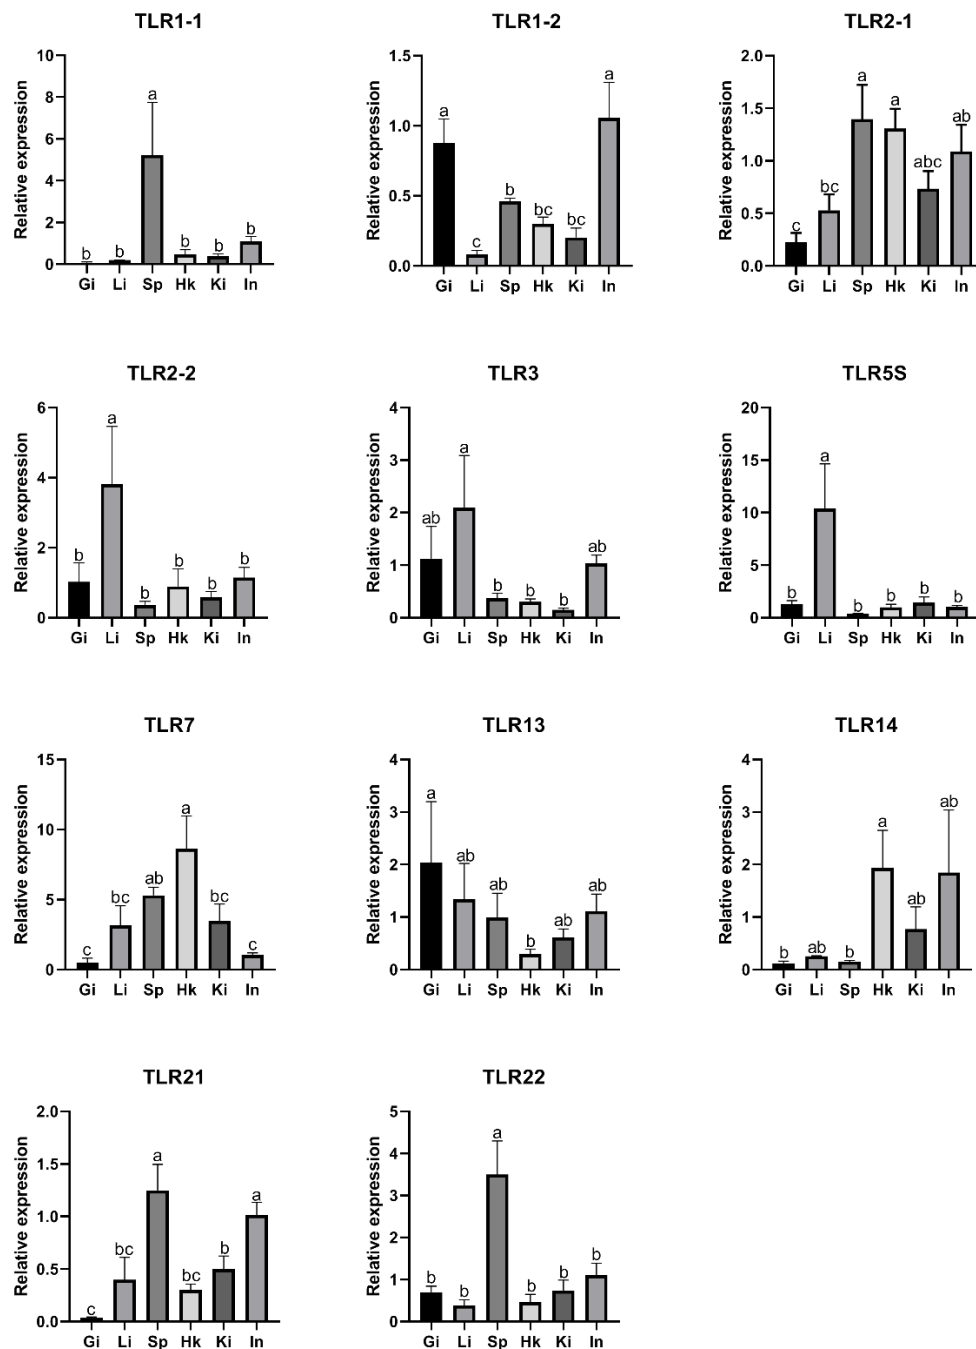 TLR1-1
Relative expression
10
8
6
4
2
0
b
b
a
b
b
b
Gi Li Sp Hk Ki In
TLR1-2
Relative expression
1.5
1.0
0.5
0.0
a
c
b
bc
bc
a
Gi Li Sp Hk Ki In
TLR2-1
Relative expression
2.0
1.5
1.0
0.5
0.0
c
bc
a
a
abc
ab
Gi Li Sp Hk Ki In
TLR2-2
Relative expression
6
4
2
0
b
a
b
b
b
b
Gi Li Sp Hk Ki In
TLR3
Relative expression
4
3
2
1
0
ab
a
b
b
b
ab
Gi Li Sp Hk Ki In
TLR5S
Relative expression
20
15
10
5
0
b
a
b
b
b
b
Gi Li Sp Hk Ki In
TLR7
Relative expression
15
10
5
0
c
bc
ab
a
bc
c
Gi Li Sp Hk Ki In
TLR13
Relative expression
4
3
2
1
0
a
ab
ab
b
ab
ab
Gi Li Sp Hk Ki In
TLR14
Relative expression
4
3
2
1
0
b
ab
b
a
ab
ab
Gi Li Sp Hk Ki In
TLR21
Relative expression
2.0
1.5
1.0
0.5
0.0
c
bc
a
bc
b
a
Gi Li Sp Hk Ki In
TLR22
Relative expression
5
4
3
2
1
0
b
b
a
b
b
b
Gi Li Sp Hk Ki In